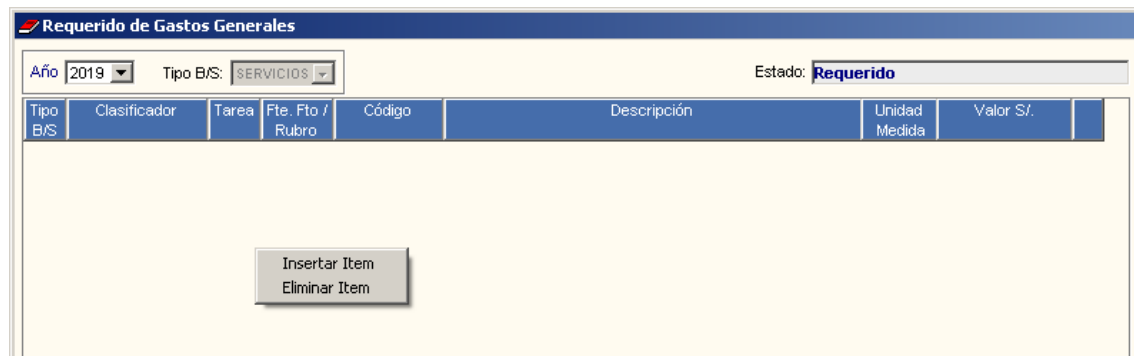 Requerido de Gastos Generales
Año 2019 Tipo B/S: SERVICIOS Estado: Requerido
Tipo B/S Clasificador Tarea Fte. Fto / Rubro Código Descripción Unidad Medida Valor S/.
Insertar Item
Eliminar Item